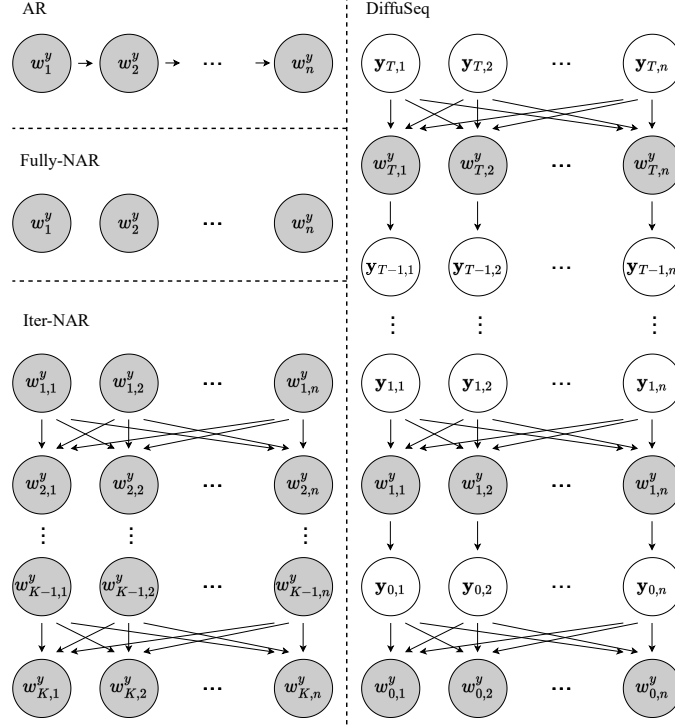 AR
w_1^y w_2^y ... w_n^y
Fully-NAR
w_1^y w_2^y ... w_n^y
Iter-NAR
w_{1,1}^y w_{1,2}^y ... w_{1,n}^y
w_{2,1}^y w_{2,2}^y ... w_{2,n}^y
⋮ ⋮ ⋮
w_{K-1,1}^y w_{K-1,2}^y ... w_{K-1,n}^y
w_{K,1}^y w_{K,2}^y ... w_{K,n}^y
DiffuSeq
y_{T,1} y_{T,2} ... y_{T,n}
w_{T,1}^y w_{T,2}^y ... w_{T,n}^y
y_{T-1,1} y_{T-1,2} ... y_{T-1,n}
⋮ ⋮ ⋮
y_{1,1} y_{1,2} ... y_{1,n}
w_{1,1}^y w_{1,2}^y ... w_{1,n}^y
y_{0,1} y_{0,2} ... y_{0,n}
w_{0,1}^y w_{0,2}^y ... w_{0,n}^y